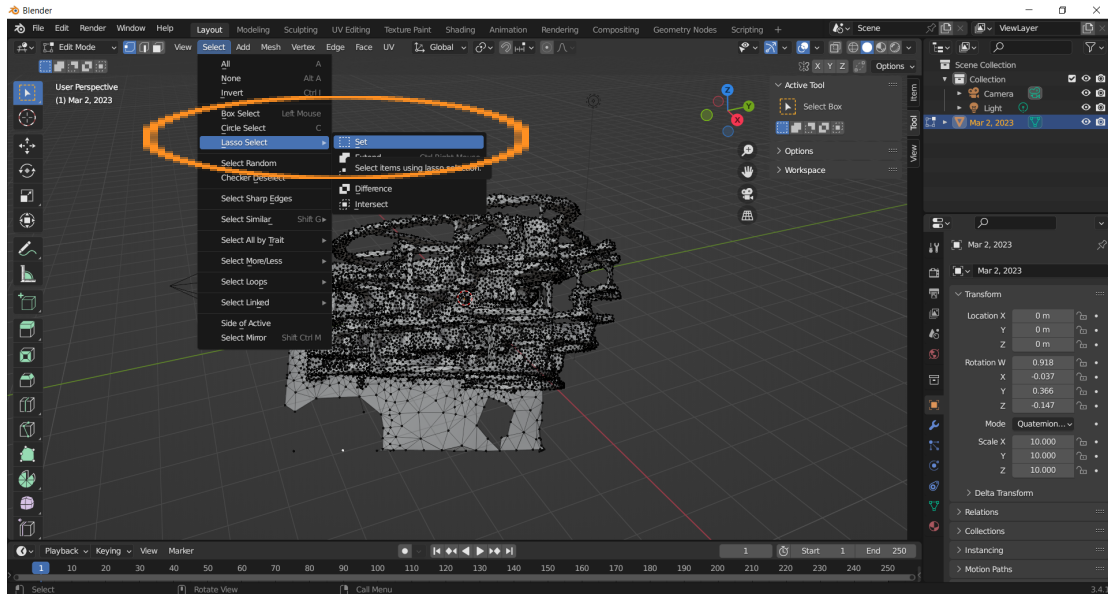 Blender
File Edit Render Window Help Layout Modeling Sculpting UV Editing Texture Paint Shading Animation Rendering Compositing Geometry Nodes Scripting + Scene ViewLayer
Edit Mode View Select Add Mesh Vertex Edge Face UV Global
X Y Z Options
User Perspective
(1) Mar 2, 2023
All A
None Alt A
Invert Ctrl I
Box Select Left Mouse
Circle Select C
Lasso Select
Select Random
Checker Deselect
Select Sharp Edges
Select Similar Shift G
Select All by Trait
Select More/Less
Select Loops
Select Linked
Side of Active
Select Mirror Shift Ctrl M
Set
Extend Ctrl Right Mouse
Select items using lasso selection.
Difference
Intersect
Z
Y
X
Active Tool
Select Box
Options
Workspace
Item
Tool
View
Scene Collection
Collection
Camera
Light
Mar 2, 2023
Mar 2, 2023
Mar 2, 2023
Transform
Location X 0 m
Y 0 m
Z 0 m
Rotation W 0.918
X -0.037
Y 0.366
Z -0.147
Mode Quaternion...
Scale X 10.000
Y 10.000
Z 10.000
Delta Transform
Relations
Collections
Instancing
Motion Paths
Playback Keying View Marker 1 Start 1 End 250
1 10 20 30 40 50 60 70 80 90 100 110 120 130 140 150 160 170 180 190 200 210 220 230 240 250
Select Rotate View Call Menu 3.4.1